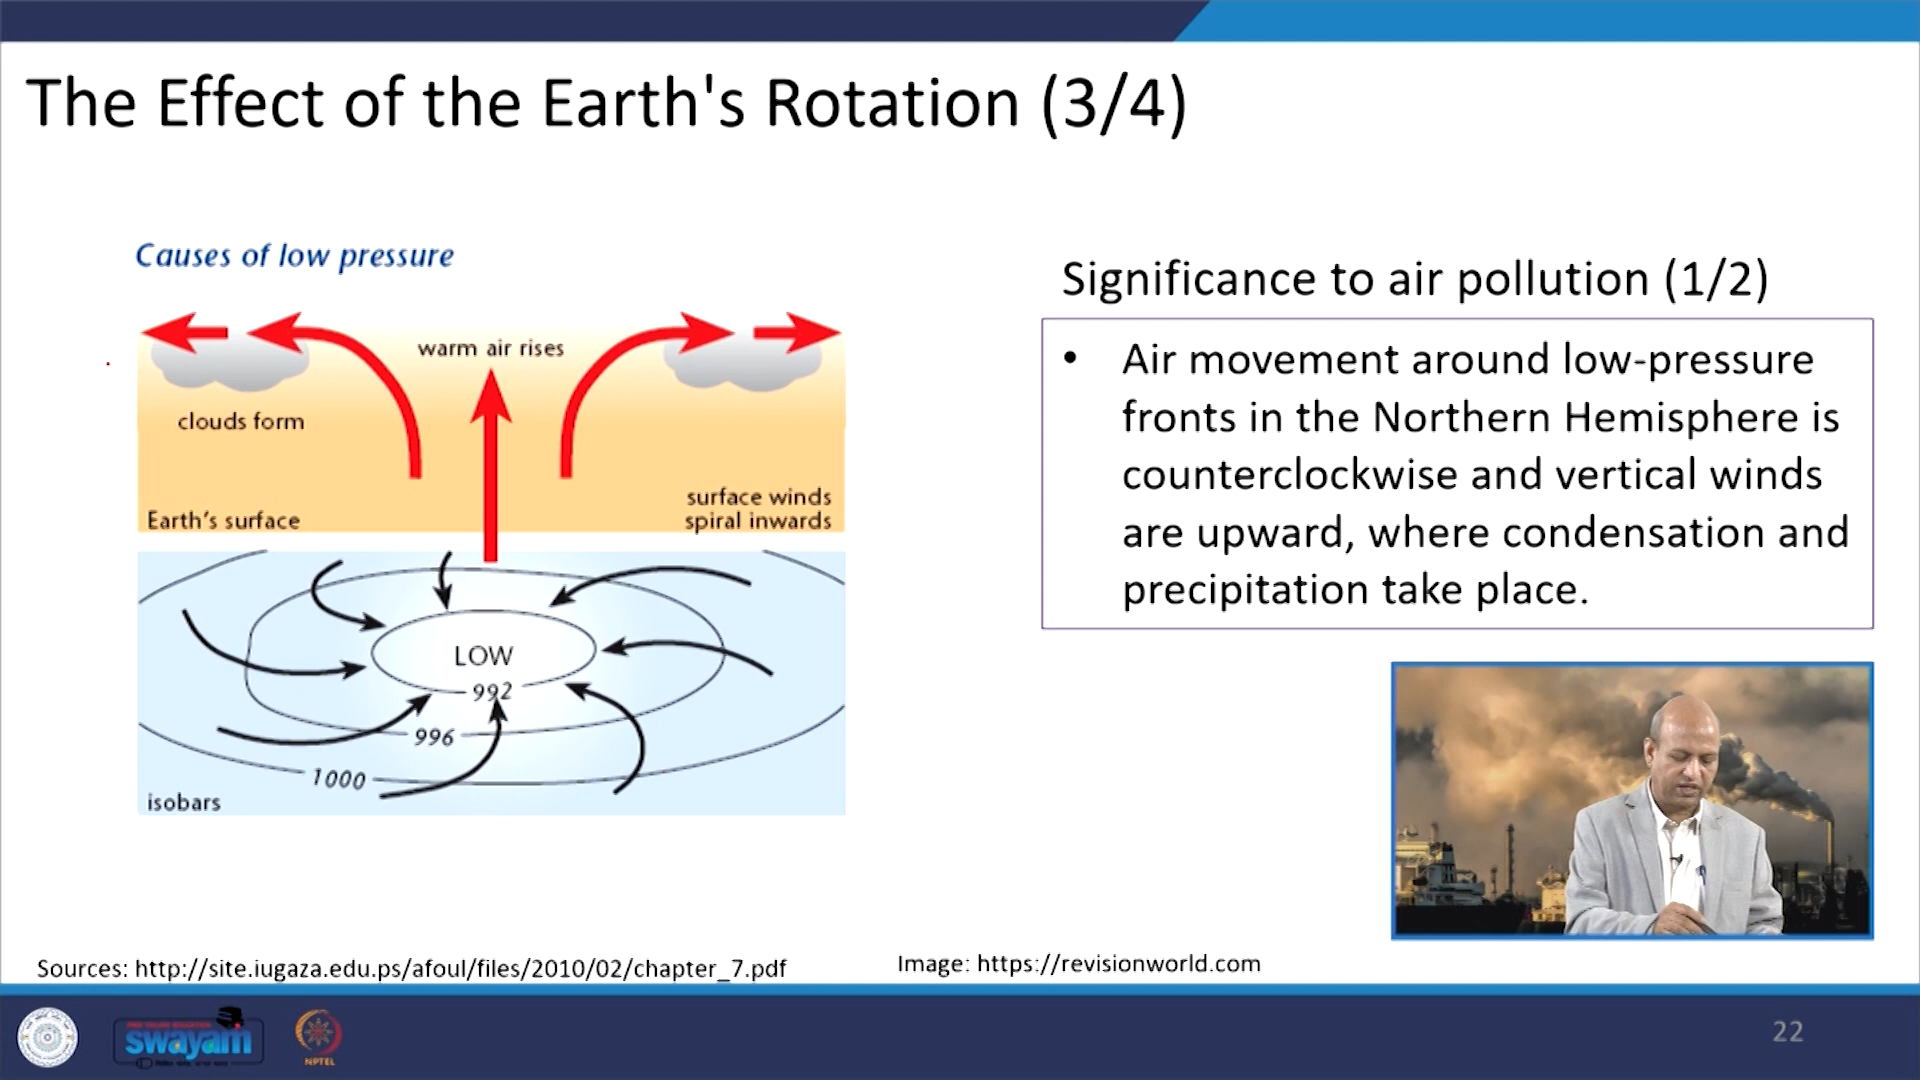 The Effect of the Earth's Rotation (3/4)
Causes of low pressure
warm air rises
clouds form
surface winds
spiral inwards
Earth's surface
LOW
992
996
1000
isobars
Significance to air pollution (1/2)
• Air movement around low-pressure
fronts in the Northern Hemisphere is
counterclockwise and vertical winds
are upward, where condensation and
precipitation take place.
Sources: http://site.iugaza.edu.ps/afoul/files/2010/02/chapter_7.pdf
Image: https://revisionworld.com
swayam
NPTEL
22